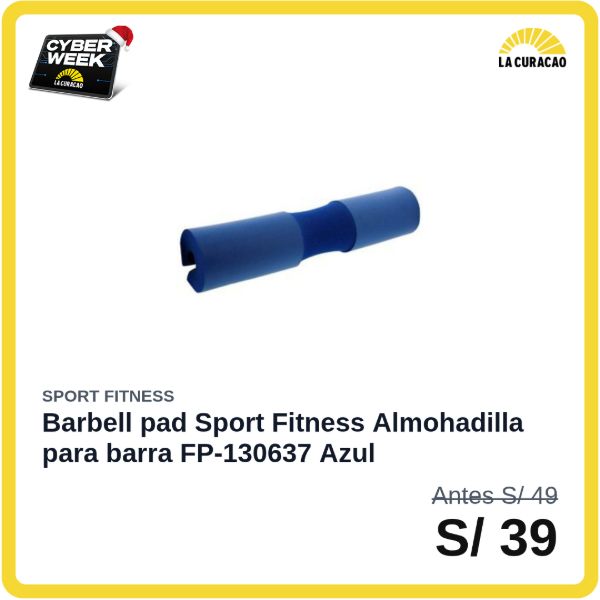 CYBER
WEEK
LA CURACAO
LA CURACAO
SPORT FITNESS
Barbell pad Sport Fitness Almohadilla
para barra FP-130637 Azul
Antes S/ 49
S/ 39